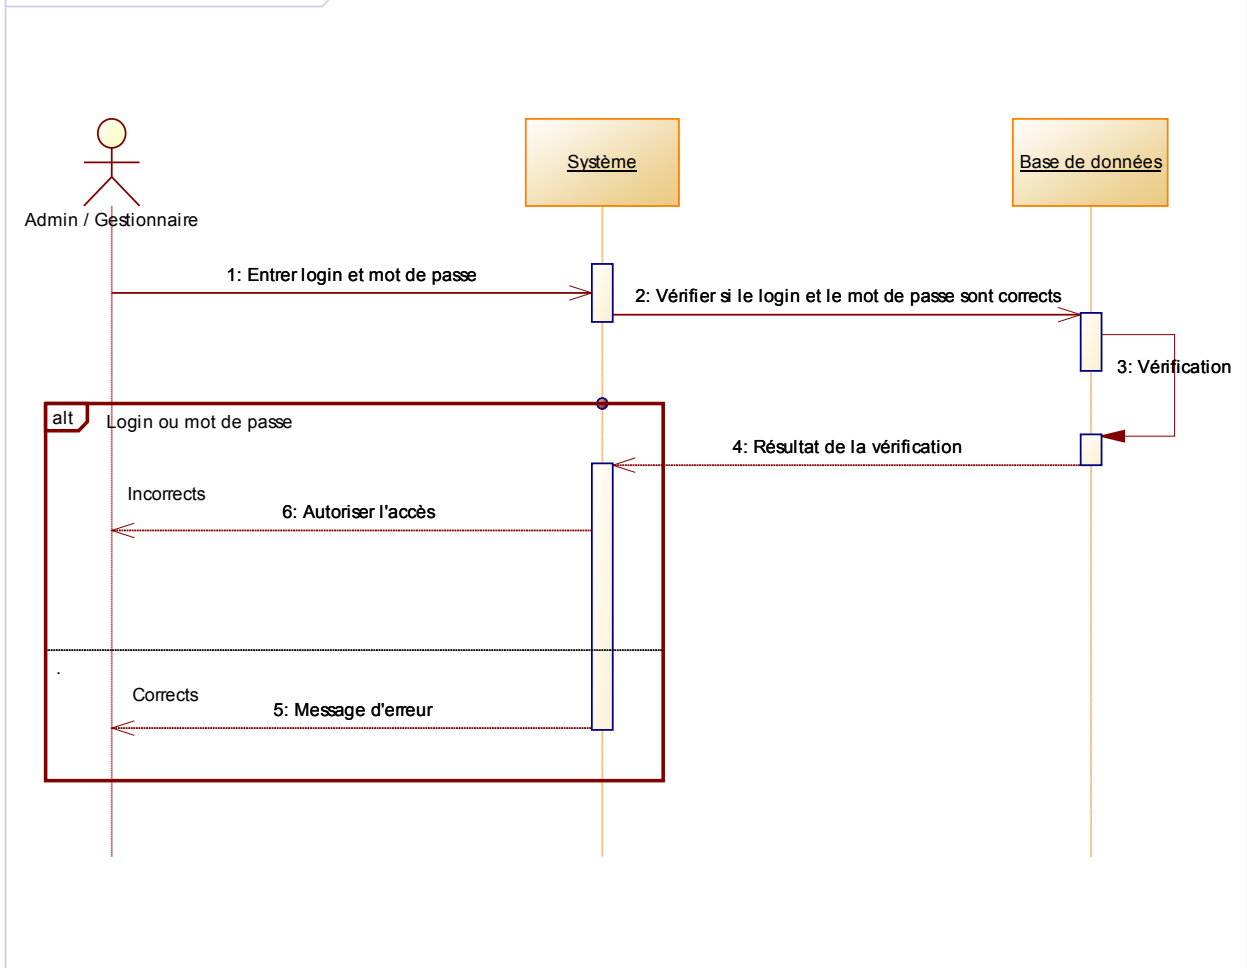 Système
Base de données
Admin / Gestionnaire
1: Entrer login et mot de passe
2: Vérifier si le login et le mot de passe sont corrects
3: Vérification
alt
Login ou mot de passe
4: Résultat de la vérification
Incorrects
6: Autoriser l'accès
.
Corrects
5: Message d'erreur